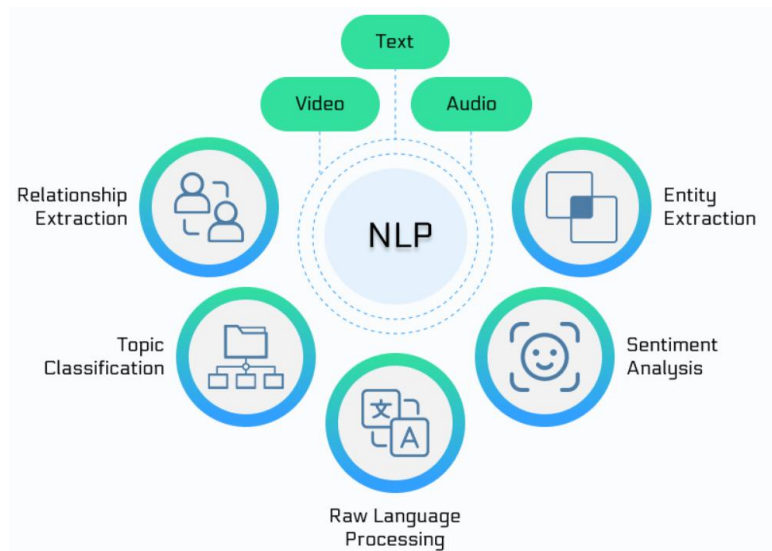 Text
Video
Audio
NLP
Relationship
Extraction
Entity
Extraction
Topic
Classification
Sentiment
Analysis
文
A
Raw Language
Processing